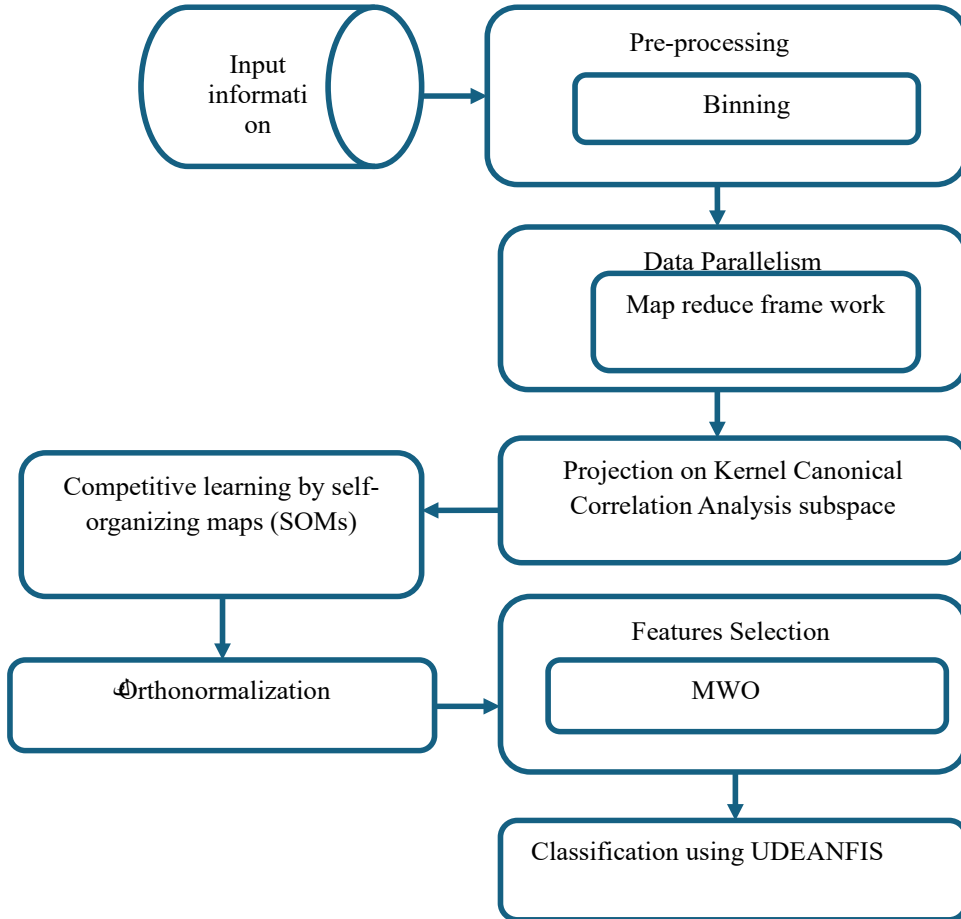 Input
informati
on
Pre-processing
Binning
Data Parallelism
Map reduce frame work
Projection on Kernel Canonical
Correlation Analysis subspace
Competitive learning by self-
organizing maps (SOMs)
Orthonormalization
Features Selection
MWO
Classification using UDEANFIS